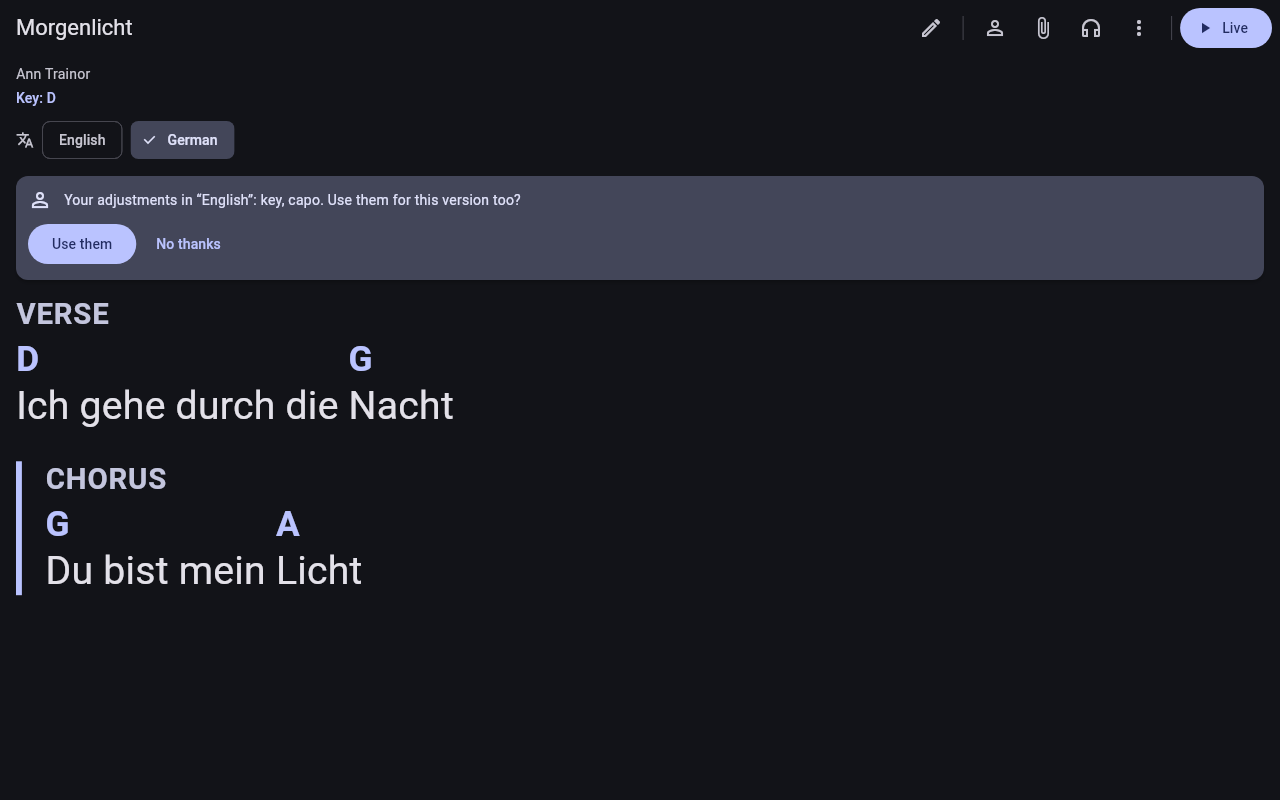 Morgenlicht
Live
Ann Trainor
Key: D
English
German
Your adjustments in “English”: key, capo. Use them for this version too?
Use them
No thanks
VERSE
D G
Ich gehe durch die Nacht
CHORUS
G A
Du bist mein Licht